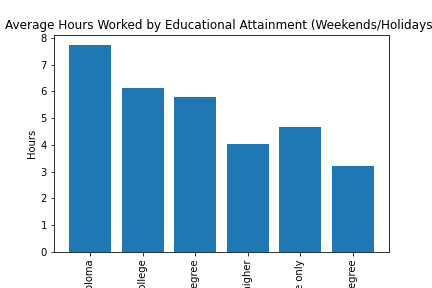 Average Hours Worked by Educational Attainment (Weekends/Holidays
8
7
6
5
4
3
2
1
0
Hours
ploma
ollege
egree
higher
e only
egree